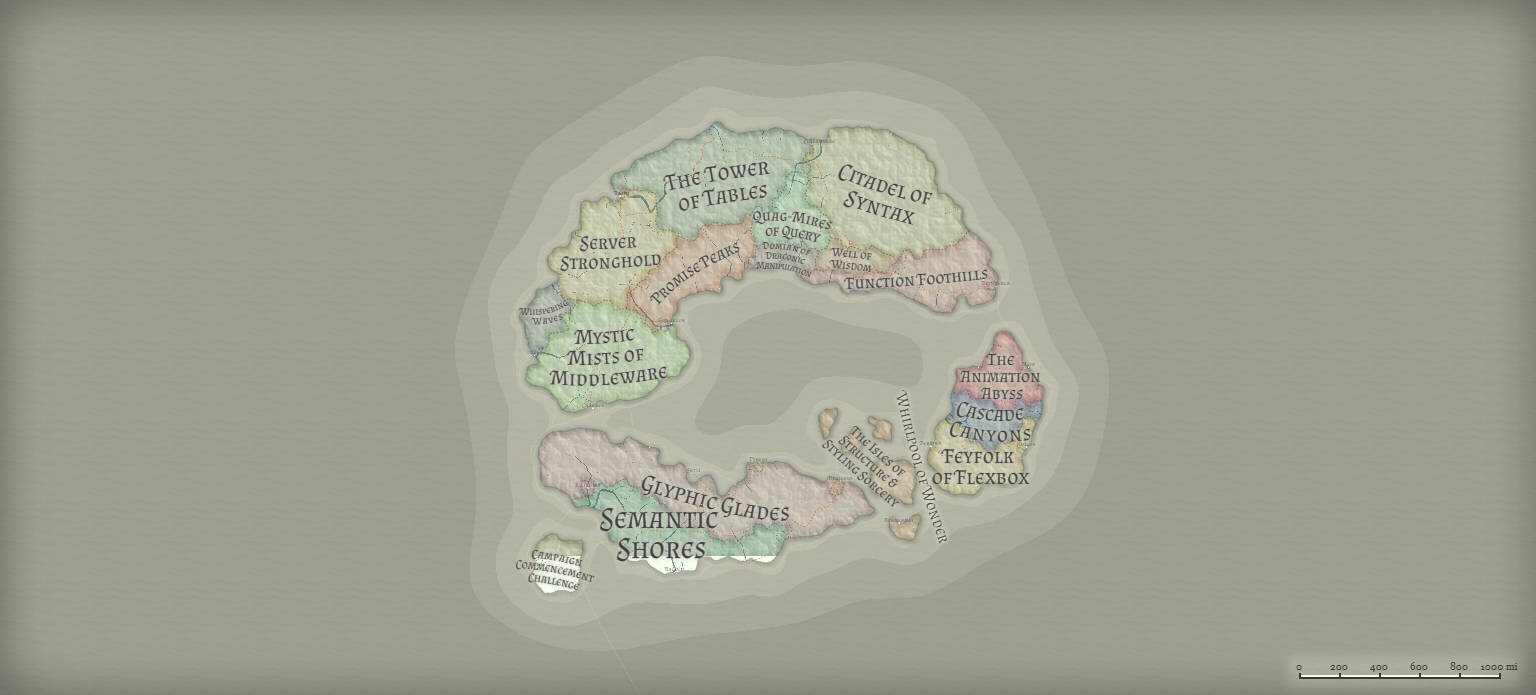 The Tower
of Tables
Citadel of
Syntax
Quag-Mires
of Query
Server
Stronghold
Promise Peaks
Domian of
Draconic
Manipulation
Well of
Wisdom
Function Foothills
Whispering
Waves
Mystic
Mists of
Middleware
The
Animation
Abyss
Cascade
Canyons
Feyfolk
of Flexbox
Whirlpool of Wonder
The Isles of
Structure &
Styling Sorcery
Glyphic Glades
Semantic
Shores
Campaign
Commencement
Challenge
0 200 400 600 800 1000 mi